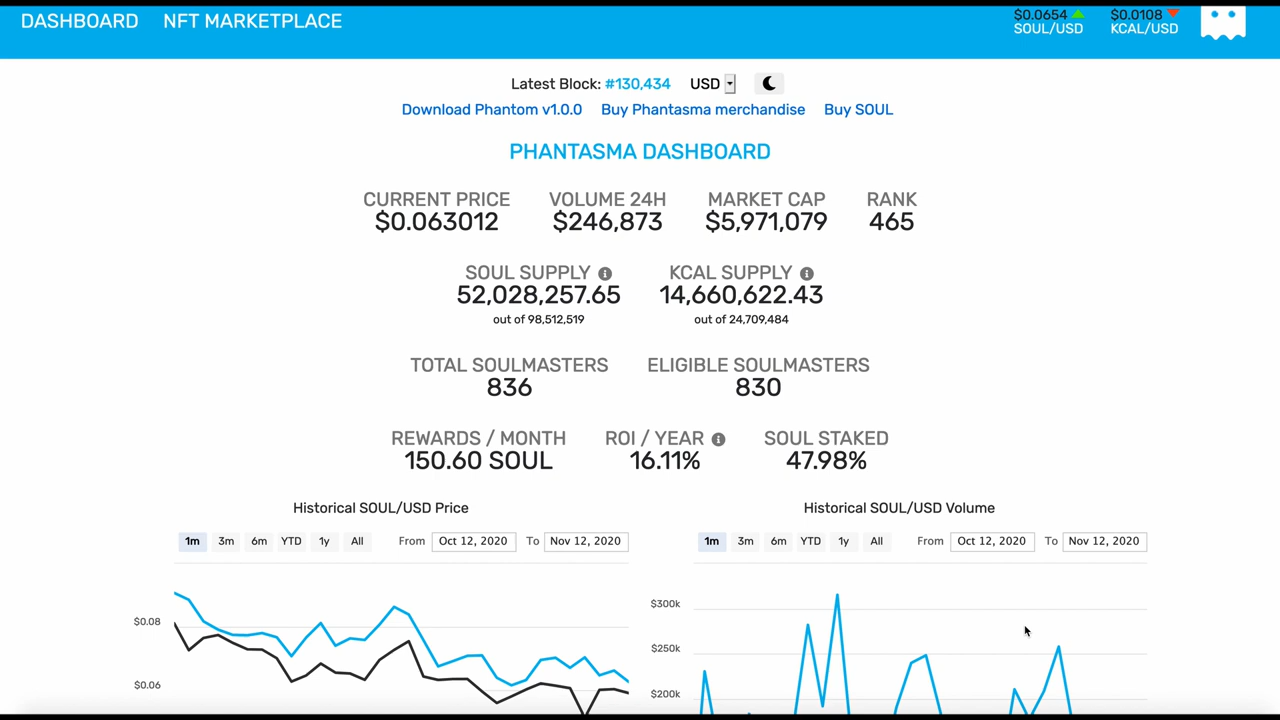 DASHBOARD NFT MARKETPLACE $0.0654 $0.0108
SOUL/USD KCAL/USD
Latest Block: #130,434 USD
Download Phantom v1.0.0 Buy Phantasma merchandise Buy SOUL
PHANTASMA DASHBOARD
CURRENT PRICE VOLUME 24H MARKET CAP RANK
$0.063012 $246,873 $5,971,079 465
SOUL SUPPLY KCAL SUPPLY
52,028,257.65 14,660,622.43
out of 98,512,519 out of 24,709,484
TOTAL SOULMASTERS ELIGIBLE SOULMASTERS
836 830
REWARDS / MONTH ROI / YEAR SOUL STAKED
150.60 SOUL 16.11% 47.98%
Historical SOUL/USD Price Historical SOUL/USD Volume
1m 3m 6m YTD 1y All From Oct 12, 2020 To Nov 12, 2020 1m 3m 6m YTD 1y All From Oct 12, 2020 To Nov 12, 2020
$300k
$0.08
$250k
$0.06
$200k